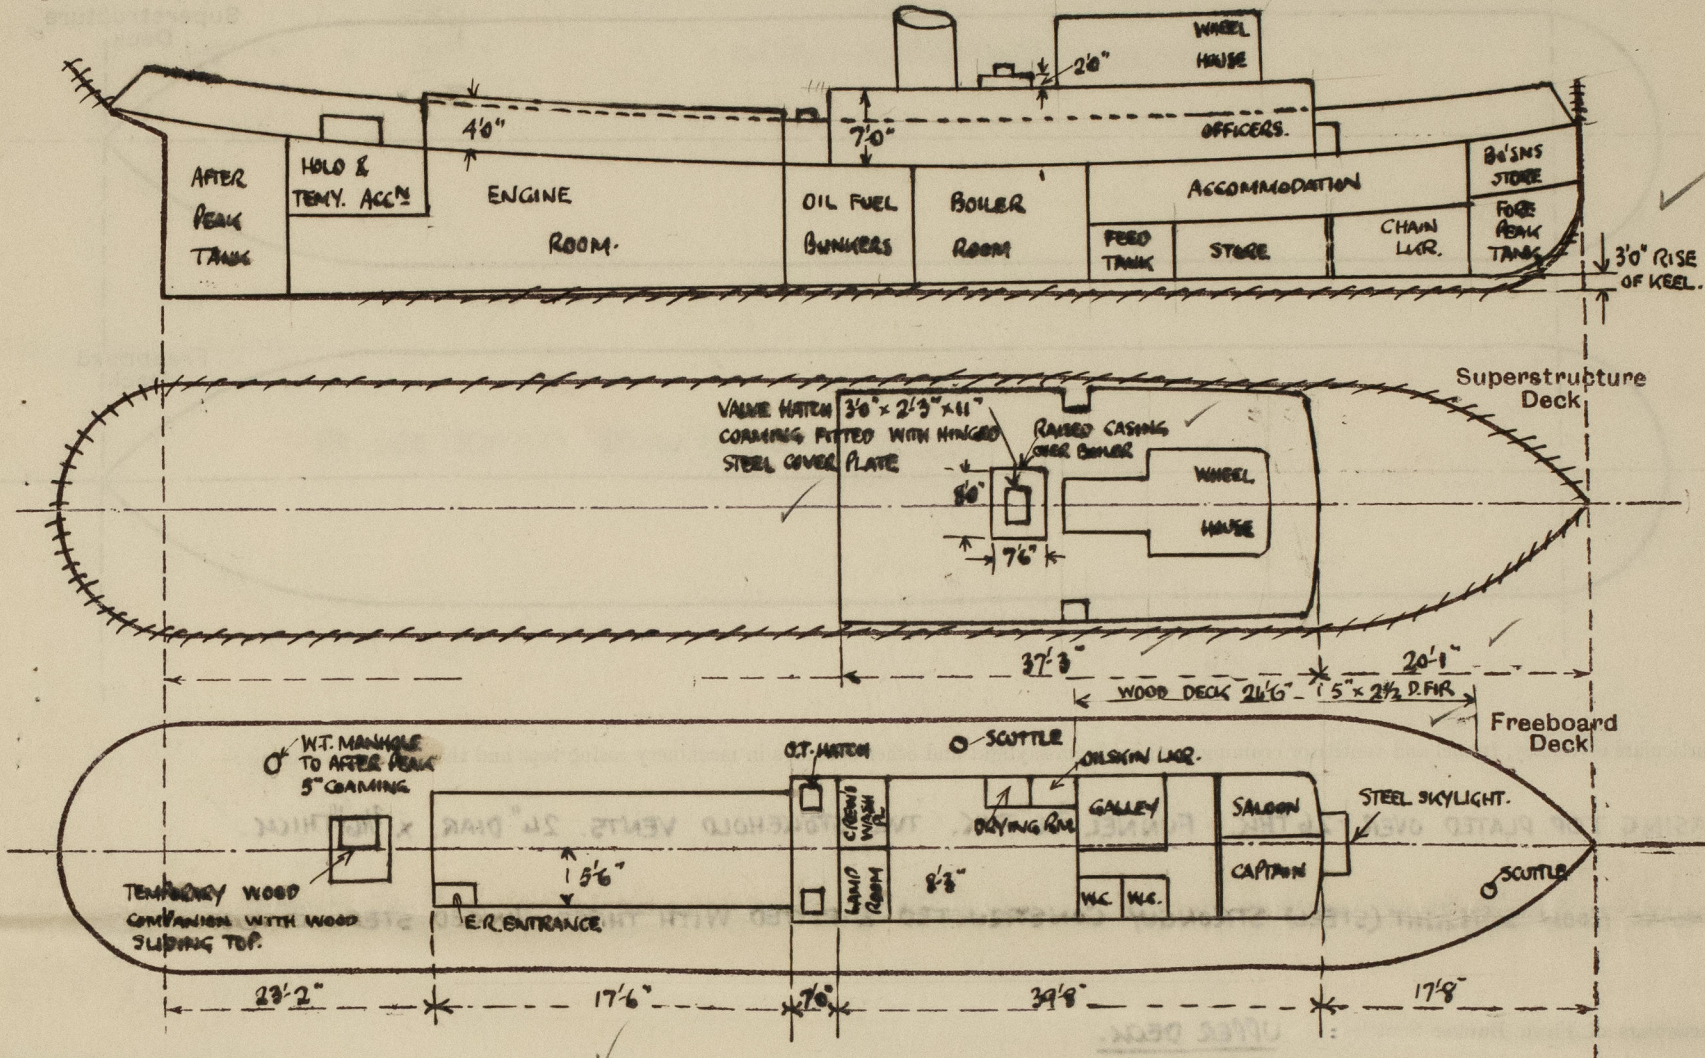 WHEEL
HOUSE
2'0"
4'0"
7'0"
OFFICERS.
AFTER
PEAK
TANK
HOLD &
TEMY. ACCN
ENGINE
ROOM.
OIL FUEL
BUNKERS
BOILER
ROOM
ACCOMMODATION
FEED
TANK
STORE
CHAIN
LKR.
BO'SNS
STORE
FORE
PEAK
TANK
3'0" RISE
OF KEEL.
Superstructure
Deck
VALVE HATCH 3'0" x 2'3" x 11"
COAMING FITTED WITH HINGED
STEEL COVER PLATE
RAISED CASING
OVER BOILER
8'0"
7'6"
WHEEL
HOUSE
37'-3"
20'-1"
WOOD DECK 26'-6" - 5" x 2½ D.FIR
Freeboard
Deck
W.T. MANHOLE
TO AFTER PEAK
5" COAMING
O.T. HATCH
SCUTTLE
OILSKIN LKR.
DRYING RM.
CREW'S
WASH
PL
LAMP
ROOM
GALLEY
SALOON
CAPTAIN
W.C. W.C.
STEEL SKYLIGHT.
SCUTTLE
5'-6"
8'-3"
TEMPORARY WOOD
COMPANION WITH WOOD
SLIDING TOP.
E.R. ENTRANCE
23'-2"
17'-6"
7'0"
39'-8"
17'-8"